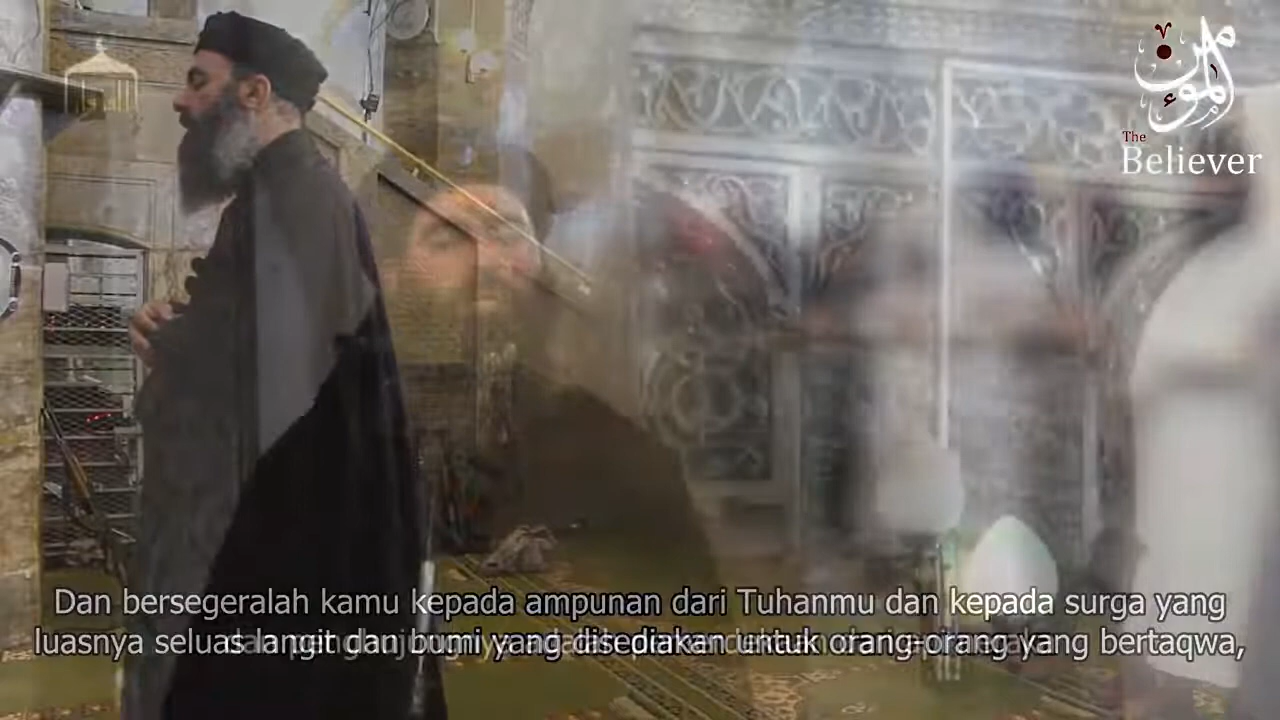 المؤمن
The
Believer
Dan bersegeralah kamu kepada ampunan dari Tuhanmu dan kepada surga yang
luasnya seluas langit dan bumi yang disediakan untuk orang-orang yang bertaqwa,